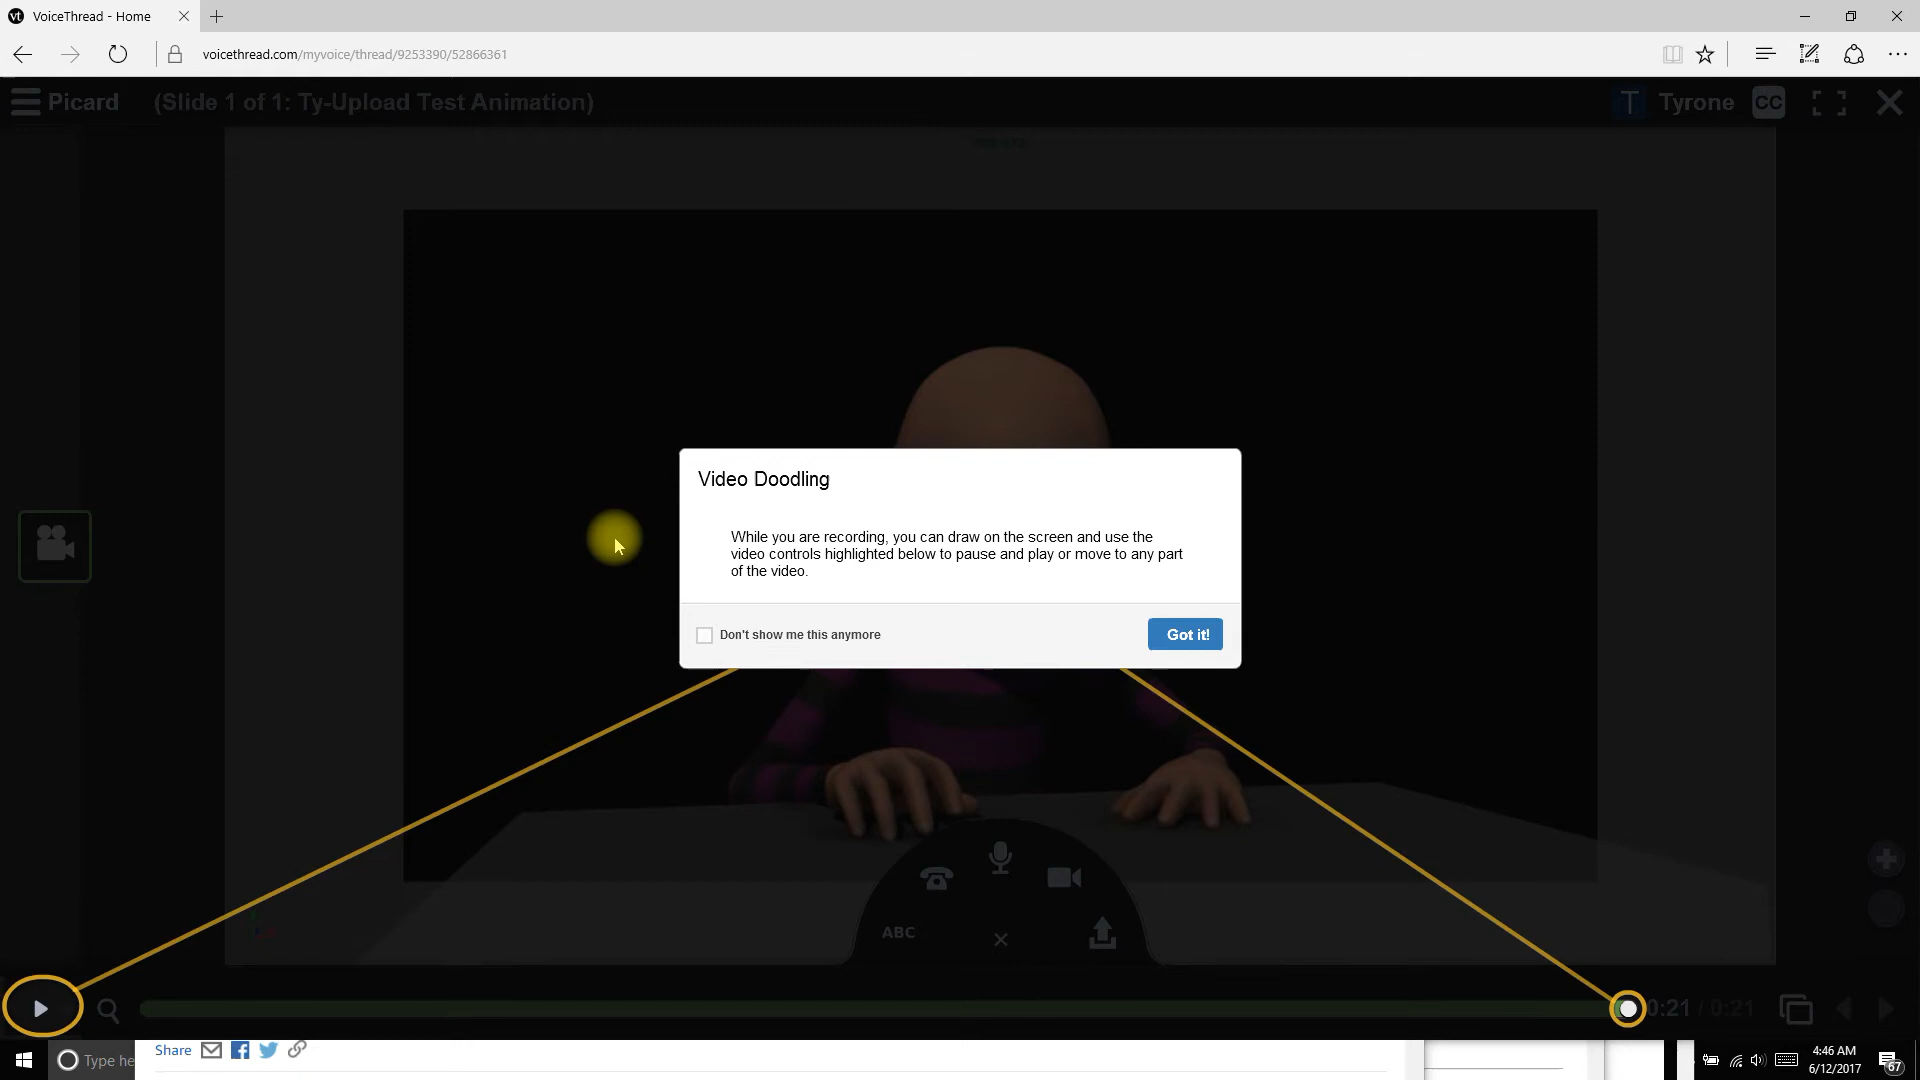 VoiceThread - Home
voicethread.com/myvoice/thread/9253390/52866361
Picard (Slide 1 of 1: Ty-Upload Test Animation) T Tyrone CC
Video Doodling
While you are recording, you can draw on the screen and use the
video controls highlighted below to pause and play or move to any part
of the video.
Don't show me this anymore Got it!
ABC
0:21 / 0:21
Share
Type he
4:46 AM
6/12/2017
67